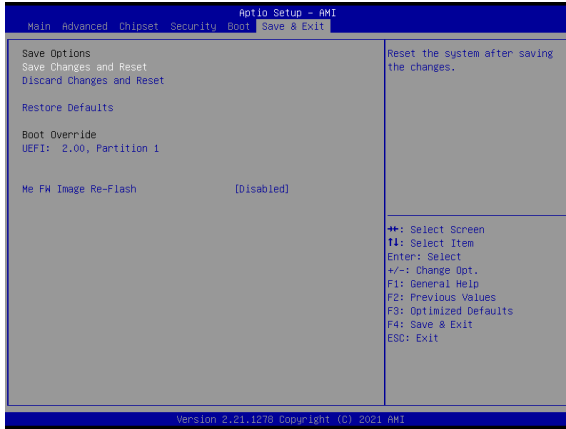 Aptio Setup - AMI
Main Advanced Chipset Security Boot Save & Exit
Save Options
Save Changes and Reset
Discard Changes and Reset
Restore Defaults
Boot Override
UEFI: 2.00, Partition 1
Me FW Image Re-Flash [Disabled]
Reset the system after saving
the changes.
→←: Select Screen
↑↓: Select Item
Enter: Select
+/-: Change Opt.
F1: General Help
F2: Previous Values
F3: Optimized Defaults
F4: Save & Exit
ESC: Exit
Version 2.21.1278 Copyright (C) 2021 AMI